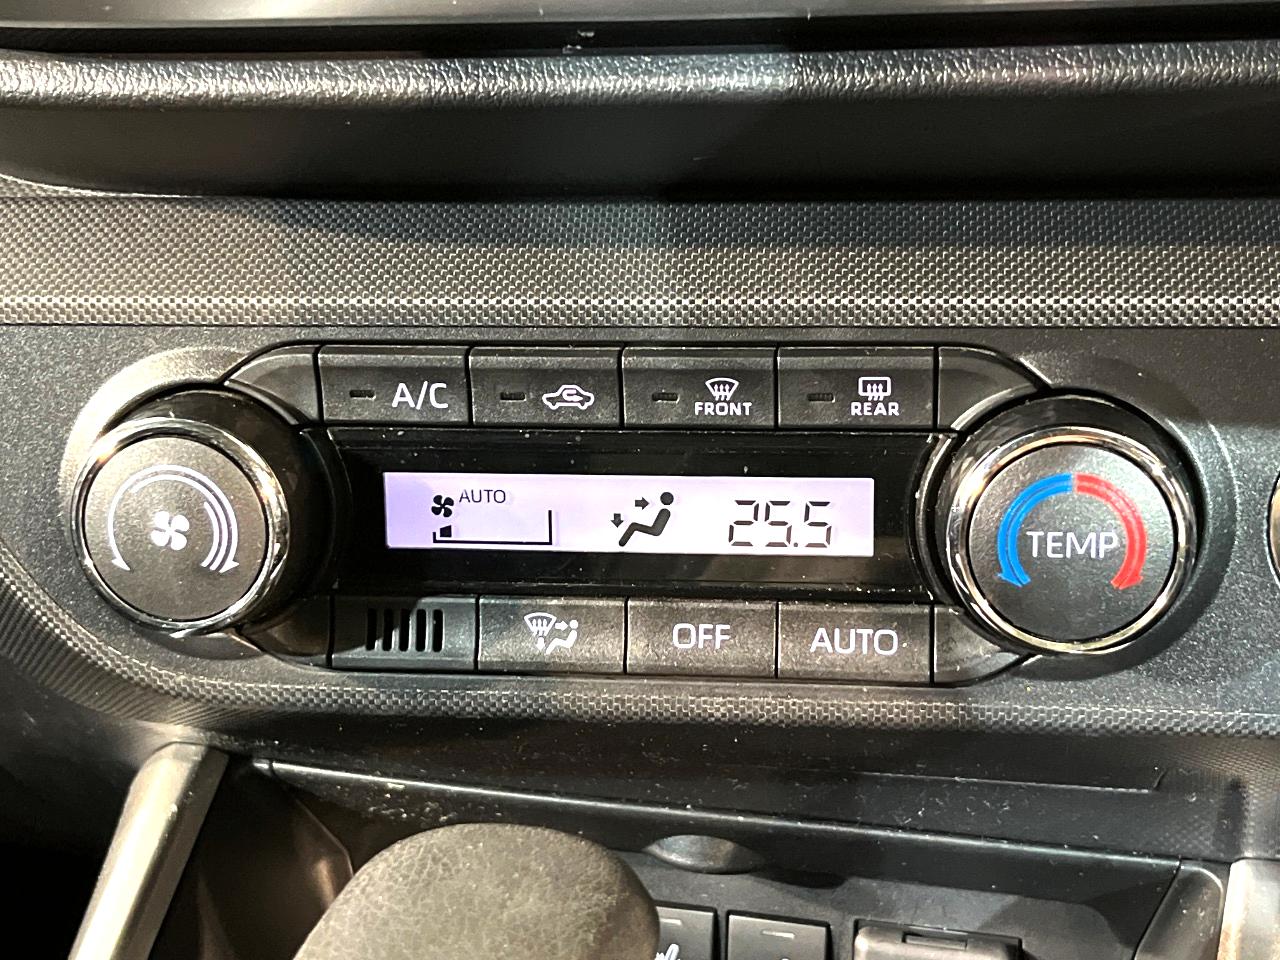 A/C
FRONT
REAR
AUTO
25.5
TEMP
OFF
AUTO